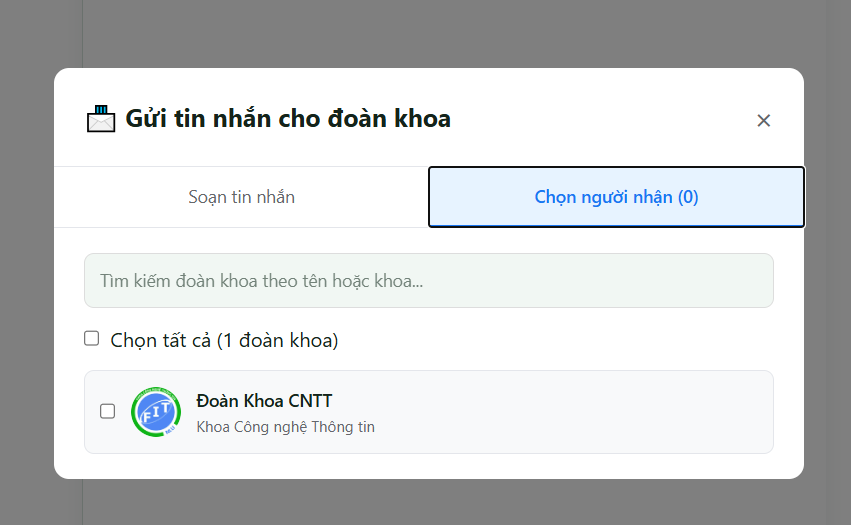 Gửi tin nhắn cho đoàn khoa
Soạn tin nhắn
Chọn người nhận (0)
Tìm kiếm đoàn khoa theo tên hoặc khoa...
Chọn tất cả (1 đoàn khoa)
FIT
Đoàn Khoa CNTT
Khoa Công nghệ Thông tin